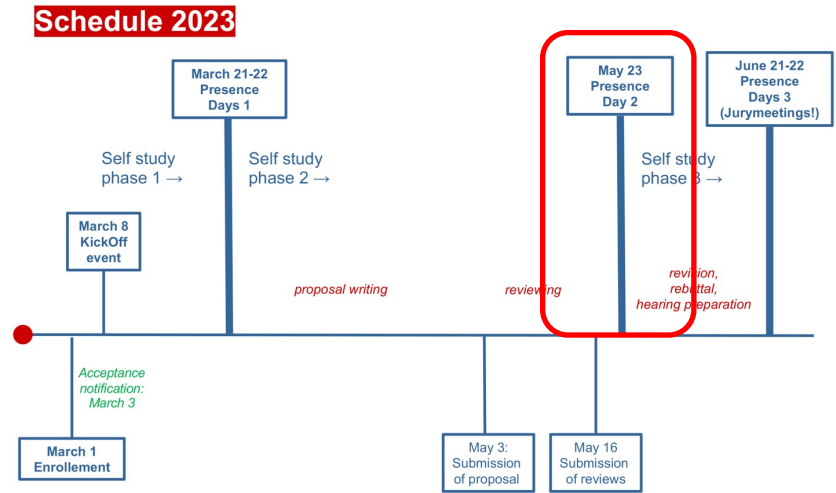 Schedule 2023
March 21-22
Presence
Days 1
May 23
Presence
Day 2
June 21-22
Presence
Days 3
(Jurymeetings!)
Self study
phase 1 →
Self study
phase 2 →
Self study
phase 3 →
March 8
KickOff
event
proposal writing
reviewing
revision,
rebuttal,
hearing preparation
Acceptance
notification:
March 3
March 1
Enrollement
May 3:
Submission
of proposal
May 16
Submission
of reviews